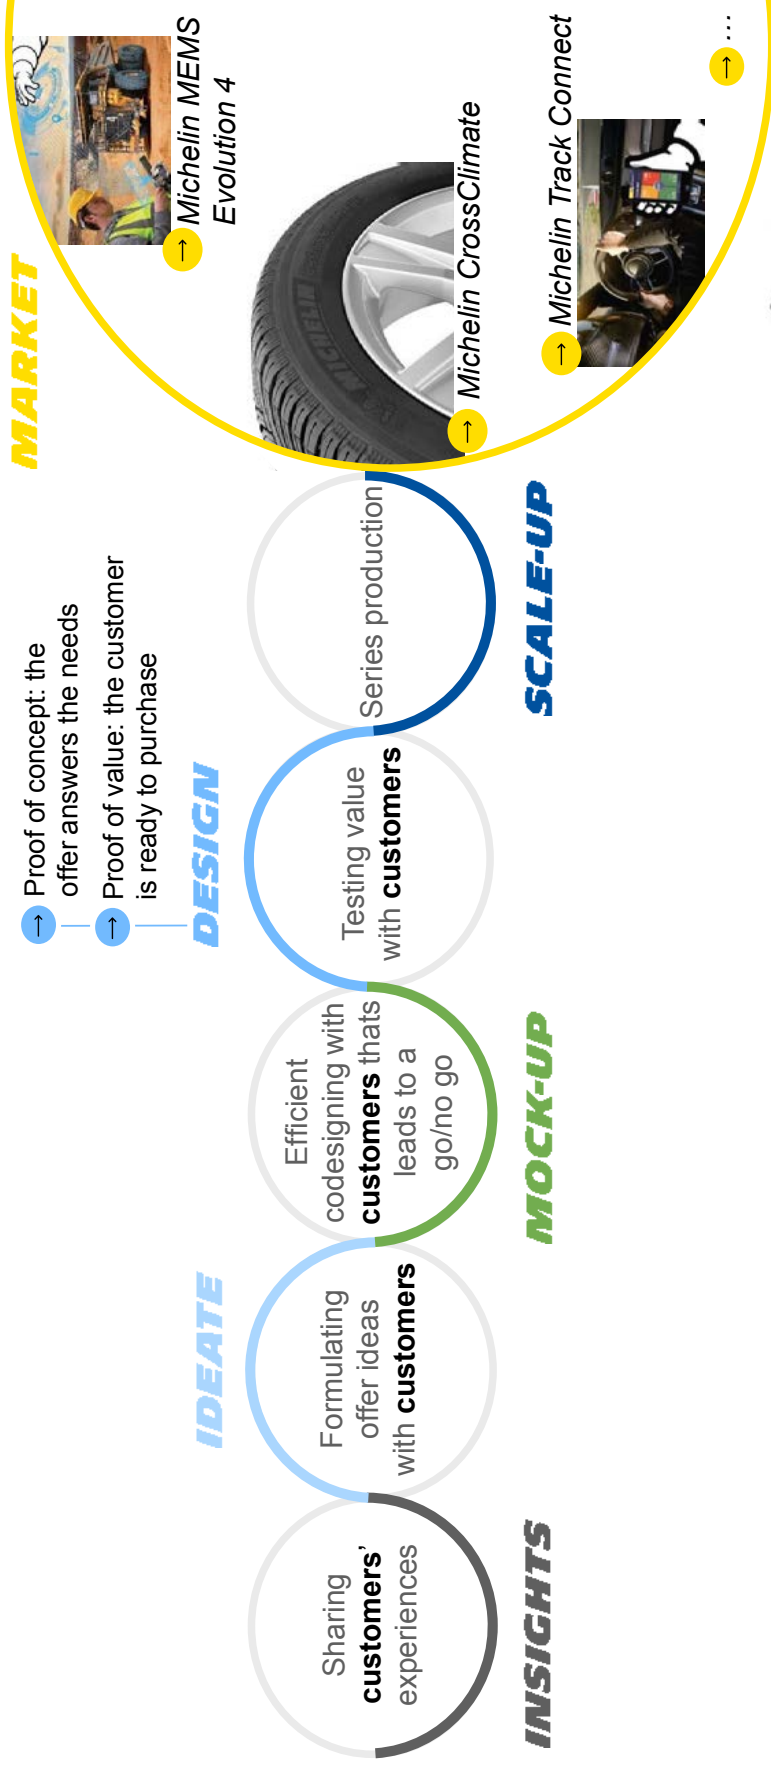 INSIGHTS
Sharing
customers’
experiences
IDEATE
Formulating
offer ideas
with customers
MOCK-UP
Efficient
codesigning with
customers thats
leads to a
go/no go
→ Proof of concept: the
offer answers the needs
→ Proof of value: the customer
is ready to purchase
DESIGN
Testing value
with customers
SCALE-UP
Series production
MARKET
→ Michelin MEMS
Evolution 4
MICHELIN
→ Michelin CrossClimate
→ Michelin Track Connect
→ ...